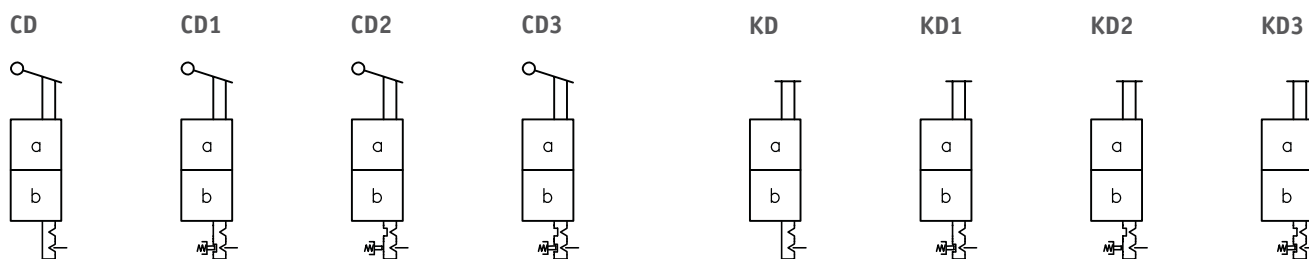 CD CD1 CD2 CD3 KD KD1 KD2 KD3
a a a a a a a a
b b b b b b b b